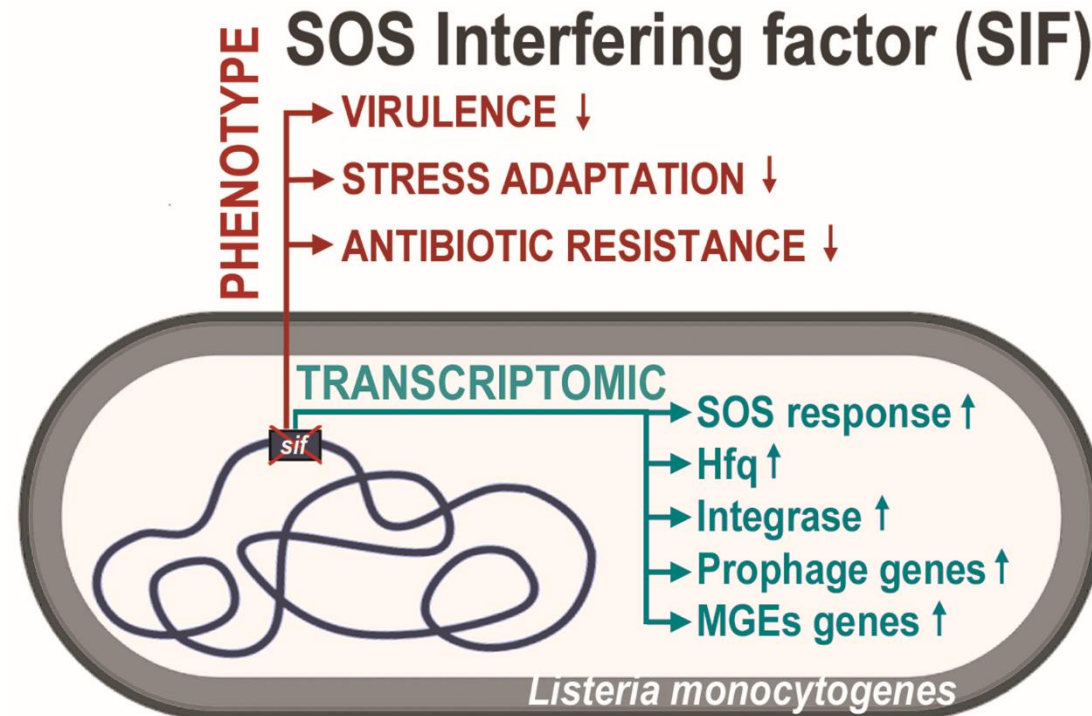 SOS Interfering factor (SIF)
PHENOTYPE
VIRULENCE ↓
STRESS ADAPTATION ↓
ANTIBIOTIC RESISTANCE ↓
TRANSCRIPTOMIC
SOS response ↑
sif
Hfq ↑
Integrase ↑
Prophage genes ↑
MGEs genes ↑
Listeria monocytogenes